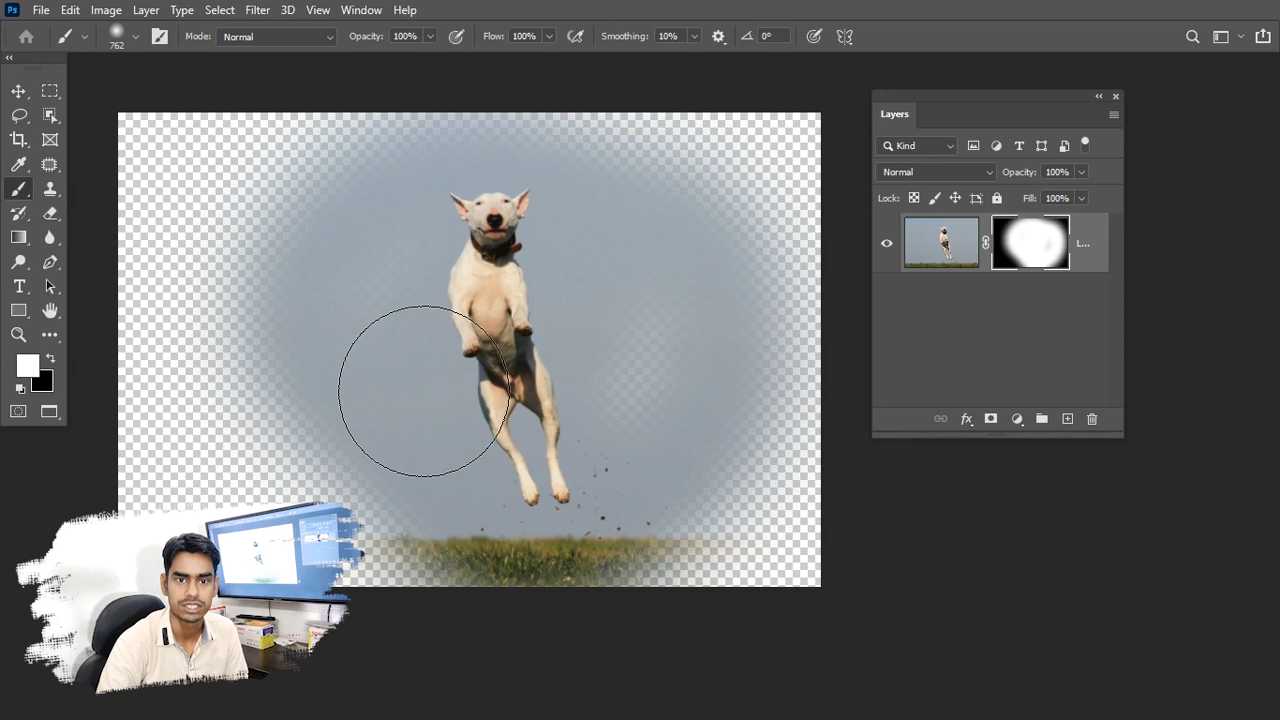 Ps File Edit Image Layer Type Select Filter 3D View Window Help
762 Mode: Normal Opacity: 100% Flow: 100% Smoothing: 10% 0°
Layers
Kind
Normal Opacity: 100%
Lock: Fill: 100%
L...
fx